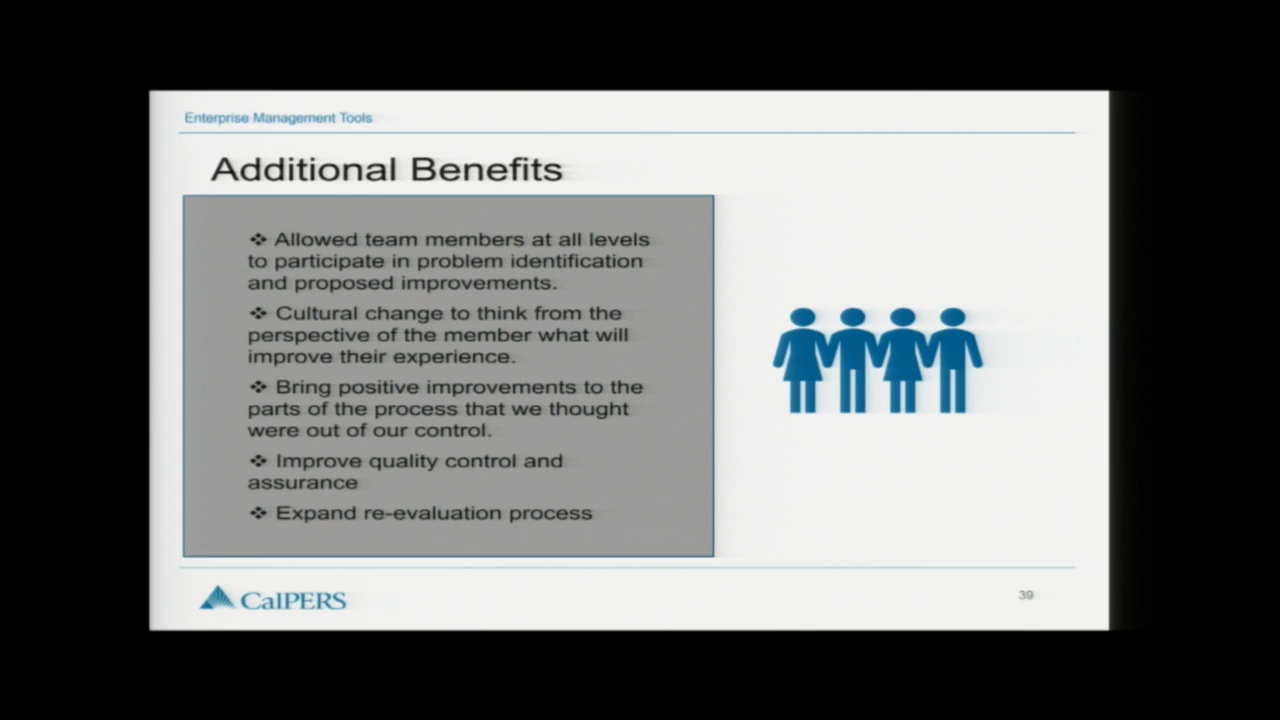 Enterprise Management Tools
Additional Benefits
❖ Allowed team members at all levels
to participate in problem identification
and proposed improvements.
❖ Cultural change to think from the
perspective of the member what will
improve their experience.
❖ Bring positive improvements to the
parts of the process that we thought
were out of our control.
❖ Improve quality control and
assurance
❖ Expand re-evaluation process
CalPERS
39